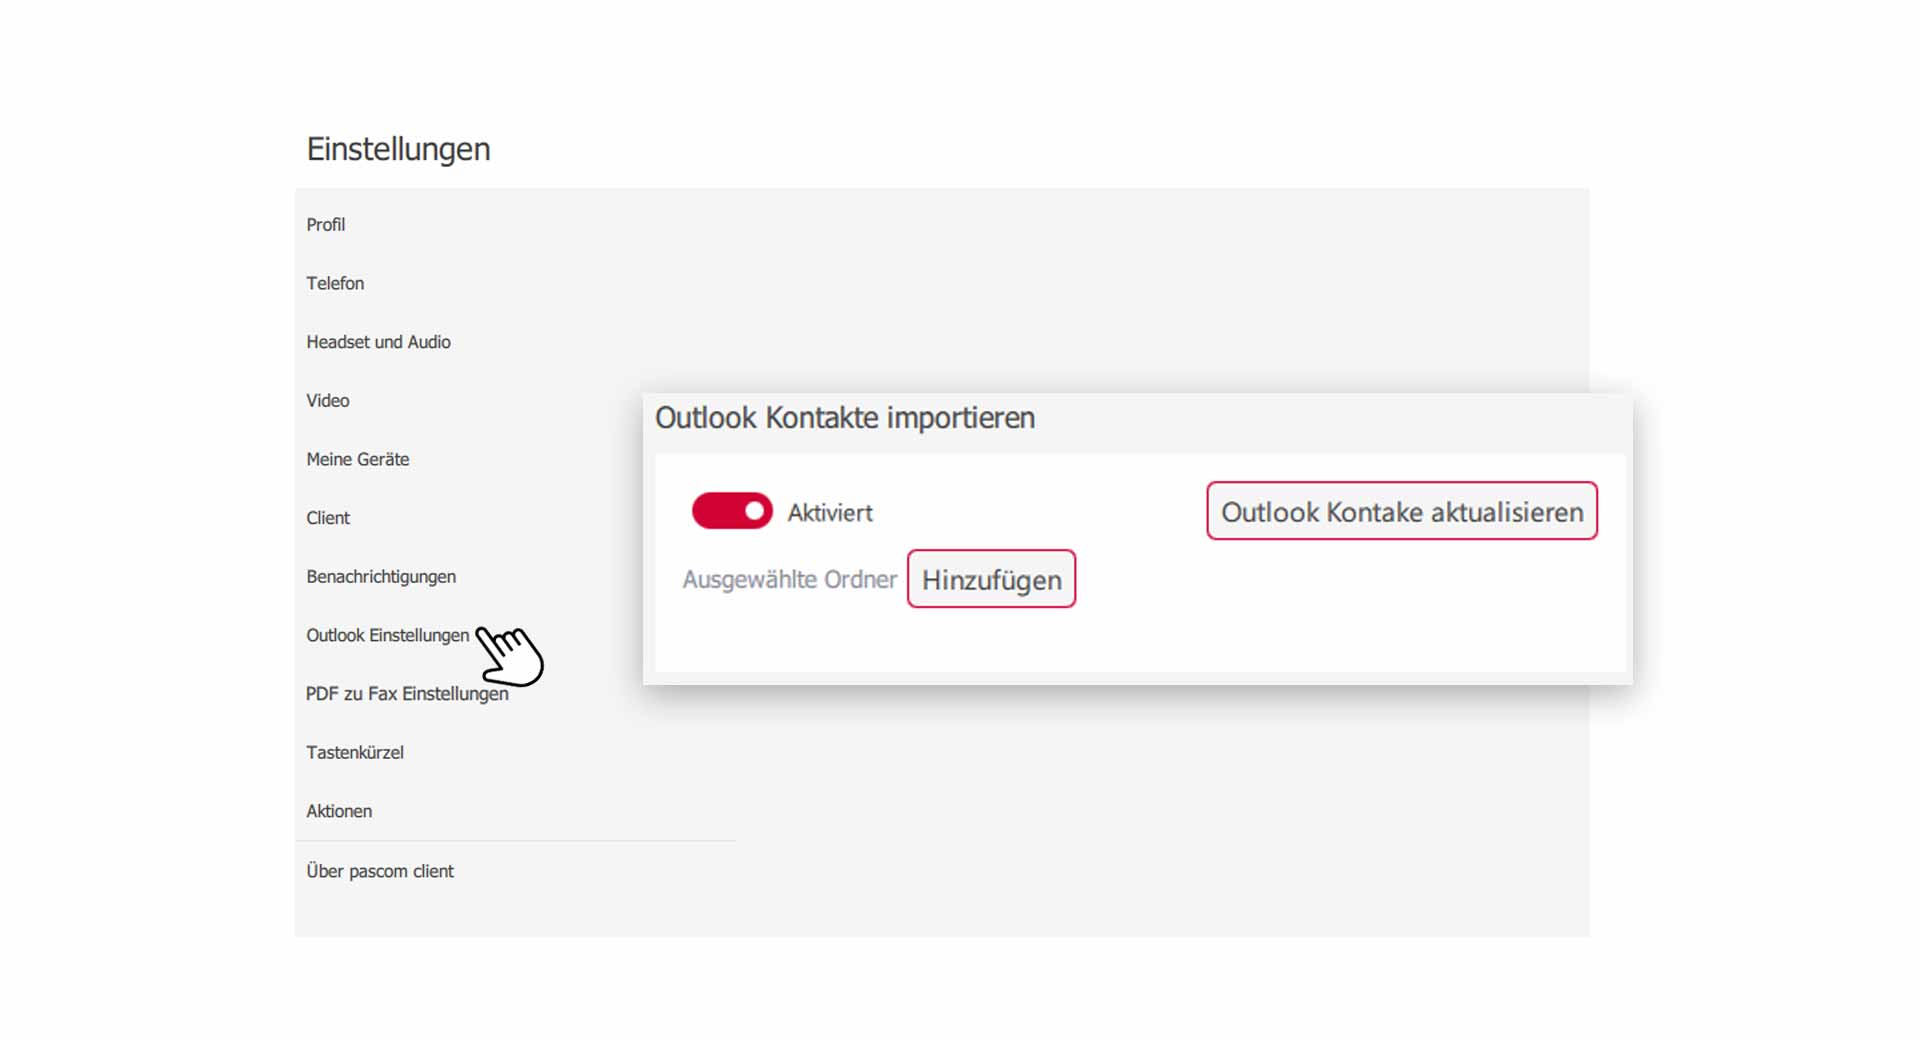 Einstellungen
Profil
Telefon
Headset und Audio
Video
Meine Geräte
Client
Benachrichtigungen
Outlook Einstellungen
PDF zu Fax Einstellungen
Tastenkürzel
Aktionen
Über pascom client
Outlook Kontakte importieren
Aktiviert
Outlook Kontake aktualisieren
Ausgewählte Ordner
Hinzufügen